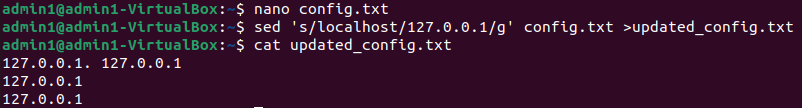 admin1@admin1-VirtualBox:~$ nano config.txt
admin1@admin1-VirtualBox:~$ sed 's/localhost/127.0.0.1/g' config.txt >updated_config.txt
admin1@admin1-VirtualBox:~$ cat updated_config.txt
127.0.0.1. 127.0.0.1
127.0.0.1
127.0.0.1